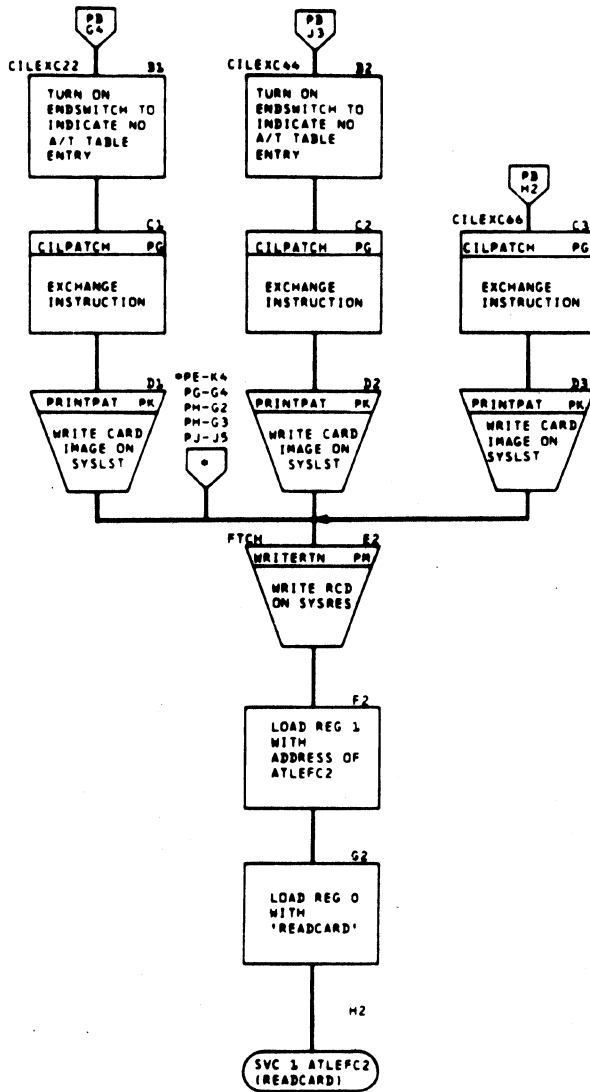 PB
G4
PB
J3
CILEXC22 B1
TURN ON
ENDSWITCH TO
INDICATE NO
A/T TABLE
ENTRY
CILEXC44 B2
TURN ON
ENDSWITCH TO
INDICATE NO
A/T TABLE
ENTRY
PB
H2
C1
CILPATCH PG
EXCHANGE
INSTRUCTION
C2
CILPATCH PG
EXCHANGE
INSTRUCTION
CILEXC66 C3
CILPATCH PG
EXCHANGE
INSTRUCTION
D1
PRINTPAT PK
WRITE CARD
IMAGE ON
SYSLST
*PE-K4
PG-G4
PH-G2
PH-G3
PJ-J5
*
D2
PRINTPAT PK
WRITE CARD
IMAGE ON
SYSLST
D3
PRINTPAT PK
WRITE CARD
IMAGE ON
SYSLST
FTCH E2
WRITERTN PM
WRITE RCD
ON SYSRES
F2
LOAD REG 1
WITH
ADDRESS OF
ATLEFC2
G2
LOAD REG 0
WITH
'READCARD'
H2
SVC 1 ATLEFC2
(READCARD)